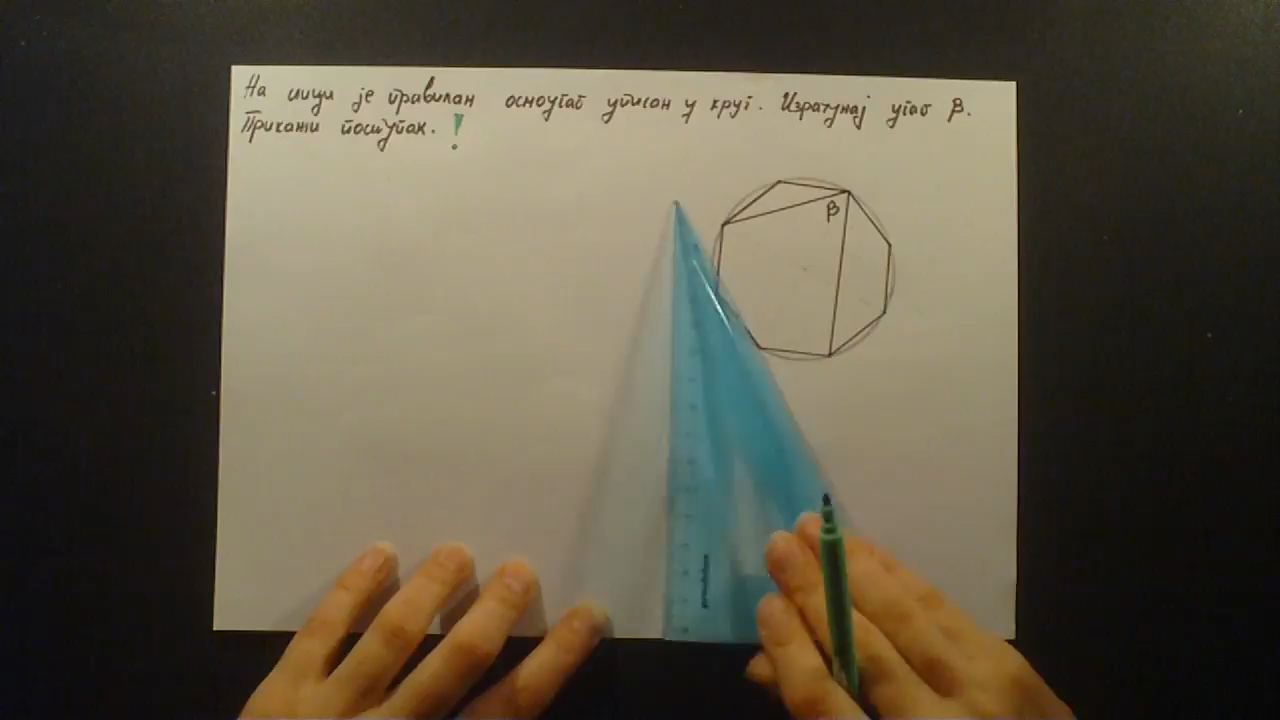 На слици је правилан осмоугао уписан у круг. Израчунај угао β.
Прикажи поступак. !
β